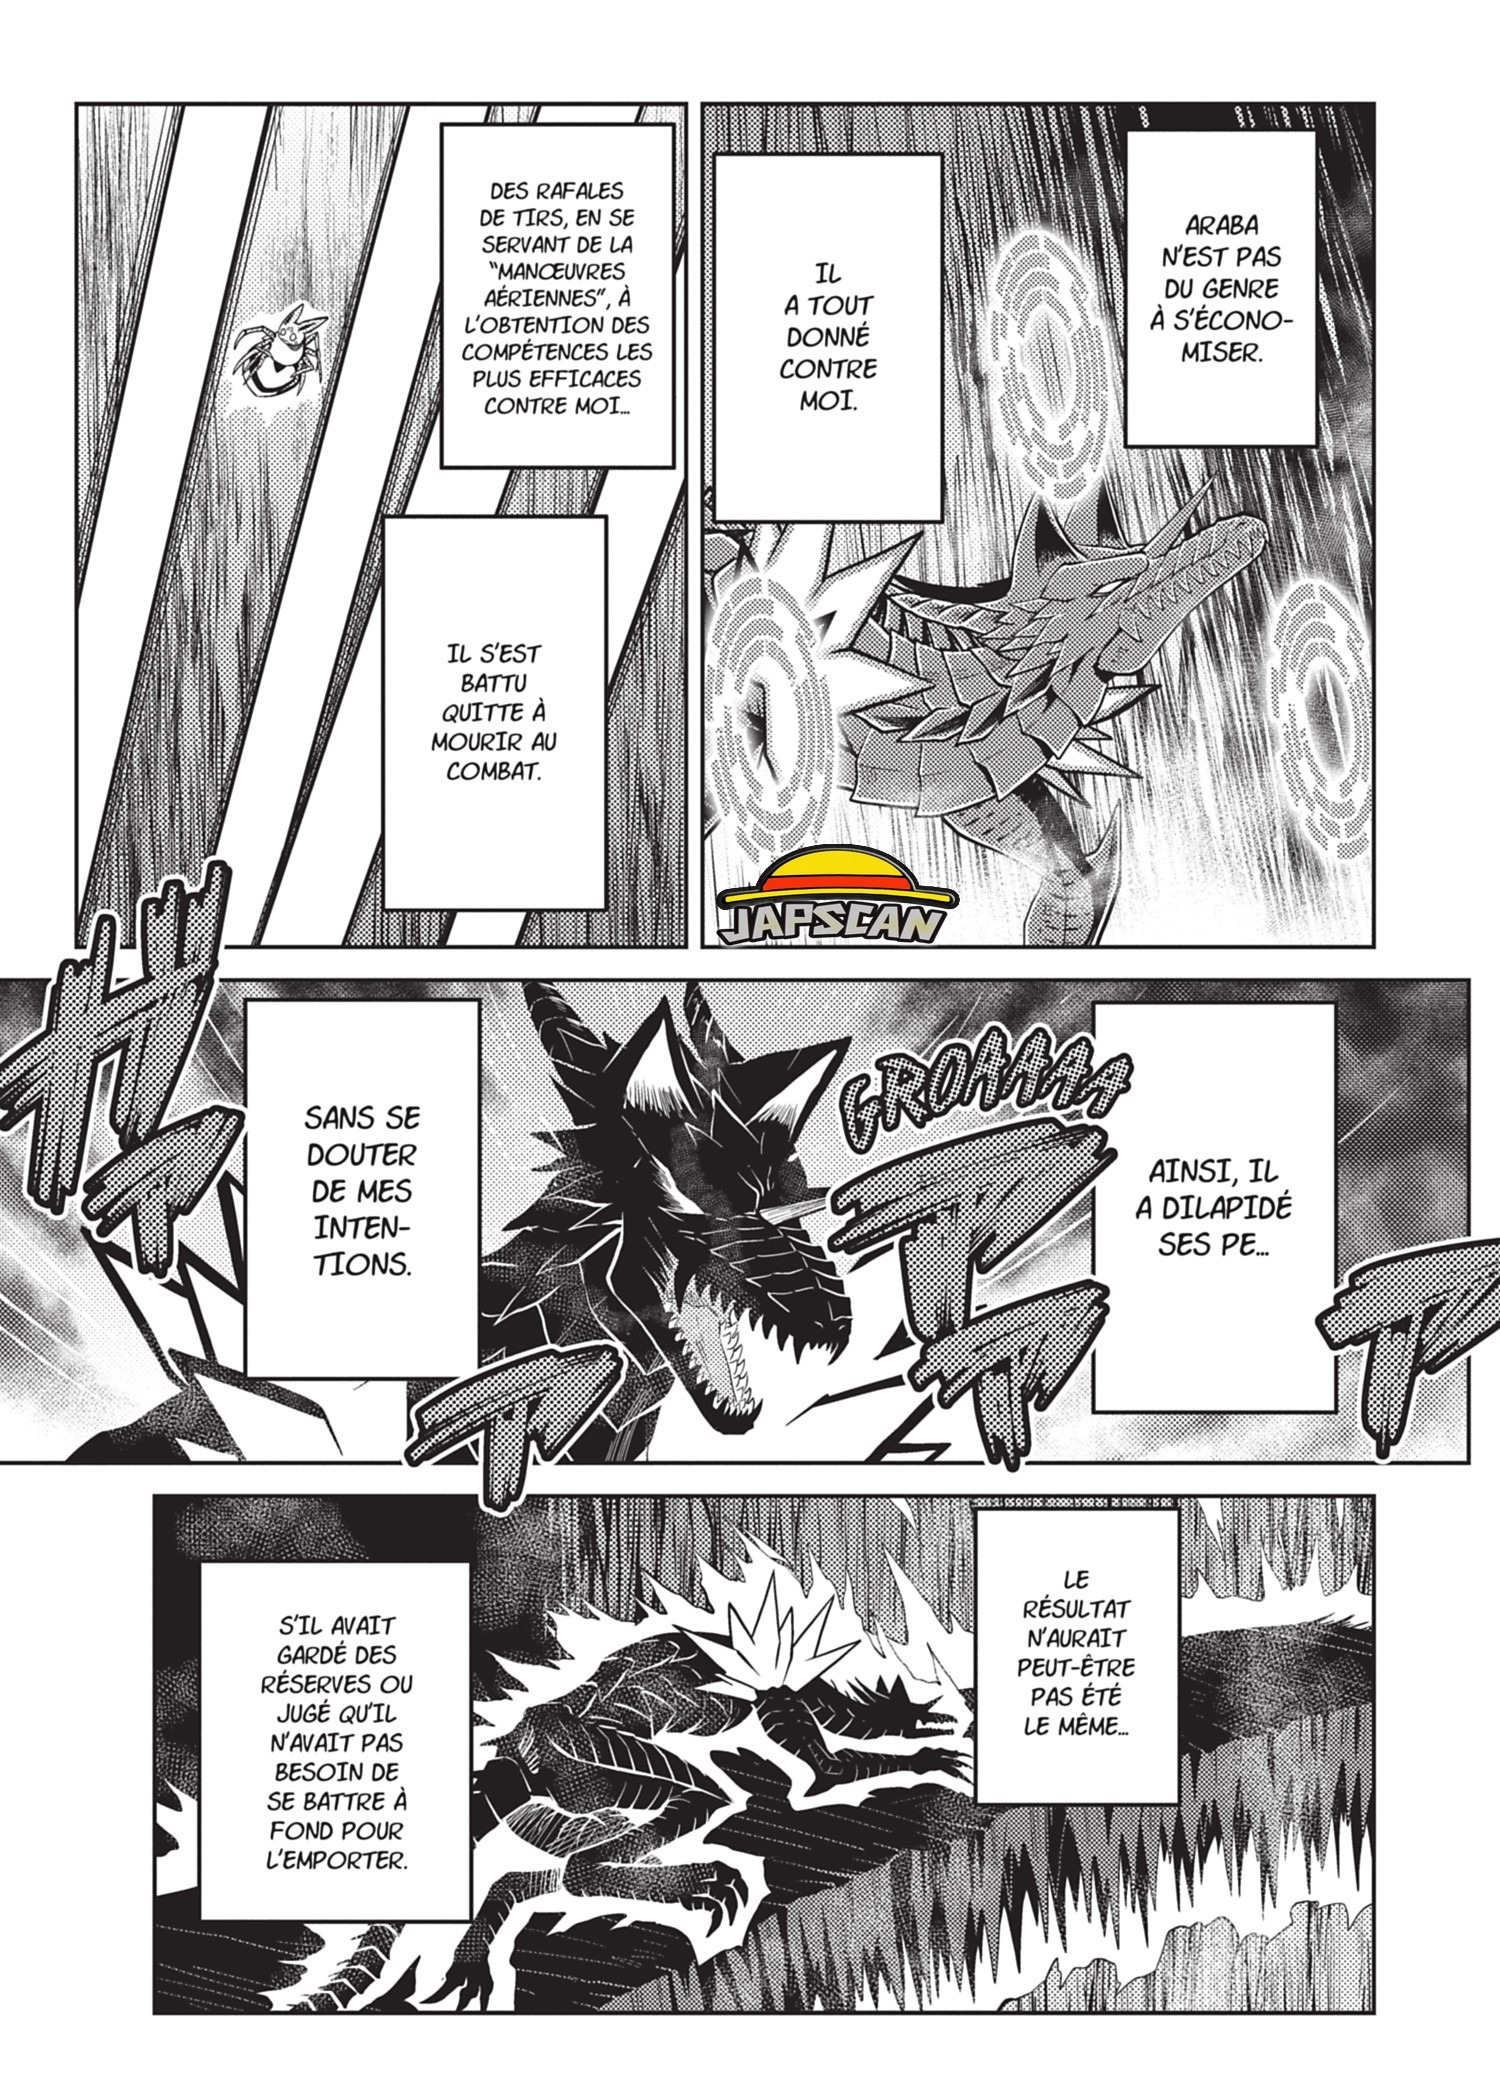 ARABA
N'EST PAS
DU GENRE
À S'ÉCONO-
MISER.
IL
A TOUT
DONNÉ
CONTRE
MOI.
DES RAFALES
DE TIRS, EN SE
SERVANT DE LA
"MANŒUVRES
AÉRIENNES", À
L'OBTENTION DES
COMPÉTENCES LES
PLUS EFFICACES
CONTRE MOI...
IL S'EST
BATTU
QUITTE À
MOURIR AU
COMBAT.
JAPSCAN
AINSI, IL
A DILAPIDÉ
SES PE...
GROAAAAA
SANS SE
DOUTER
DE MES
INTEN-
TIONS.
LE
RÉSULTAT
N'AURAIT
PEUT-ÊTRE
PAS ÉTÉ
LE MÊME...
S'IL AVAIT
GARDÉ DES
RÉSERVES OU
JUGÉ QU'IL
N'AVAIT PAS
BESOIN DE
SE BATTRE À
FOND POUR
L'EMPORTER.